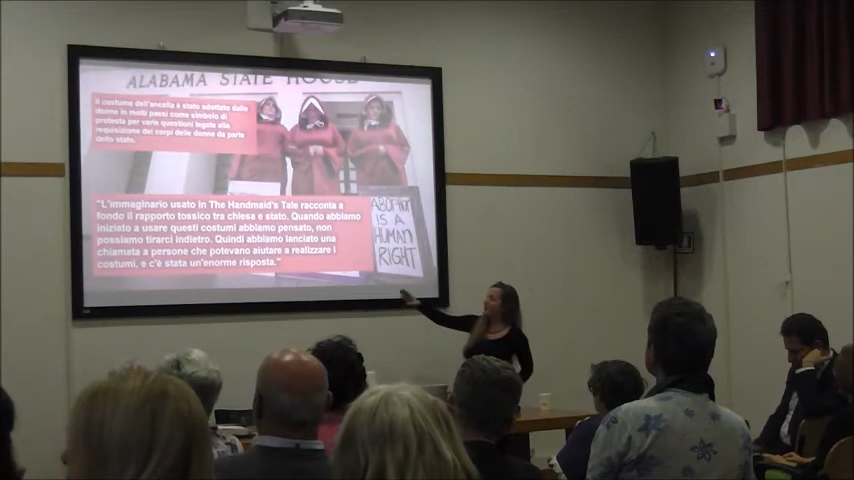 ALABAMA STATE HOUSE
Il costume dell'ancella è stato adottato dalle
donne in molti paesi come simbolo di
protesta per varie questioni legate alla
requisizione dei corpi delle donne da parte
dello stato.
"L'immaginario usato in The Handmaid's Tale racconta a
fondo il rapporto tossico tra chiesa e stato. Quando abbiamo
iniziato a usare questi costumi abbiamo pensato, non
possiamo tirarci indietro. Quindi abbiamo lanciato una
chiamata a persone che potevano aiutare a realizzare i
costumi, e c'è stata un'enorme risposta."
ABORTION
IS A
HUMAN
RIGHT